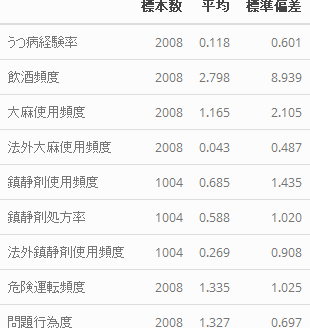 標本数 平均 標準偏差
うつ病経験率 2008 0.118 0.601
飲酒頻度 2008 2.798 8.939
大麻使用頻度 2008 1.165 2.105
法外大麻使用頻度 2008 0.043 0.487
鎮静剤使用頻度 1004 0.685 1.435
鎮静剤処方率 1004 0.588 1.020
法外鎮静剤使用頻度 1004 0.269 0.908
危険運転頻度 2008 1.335 1.025
問題行為度 2008 1.327 0.697